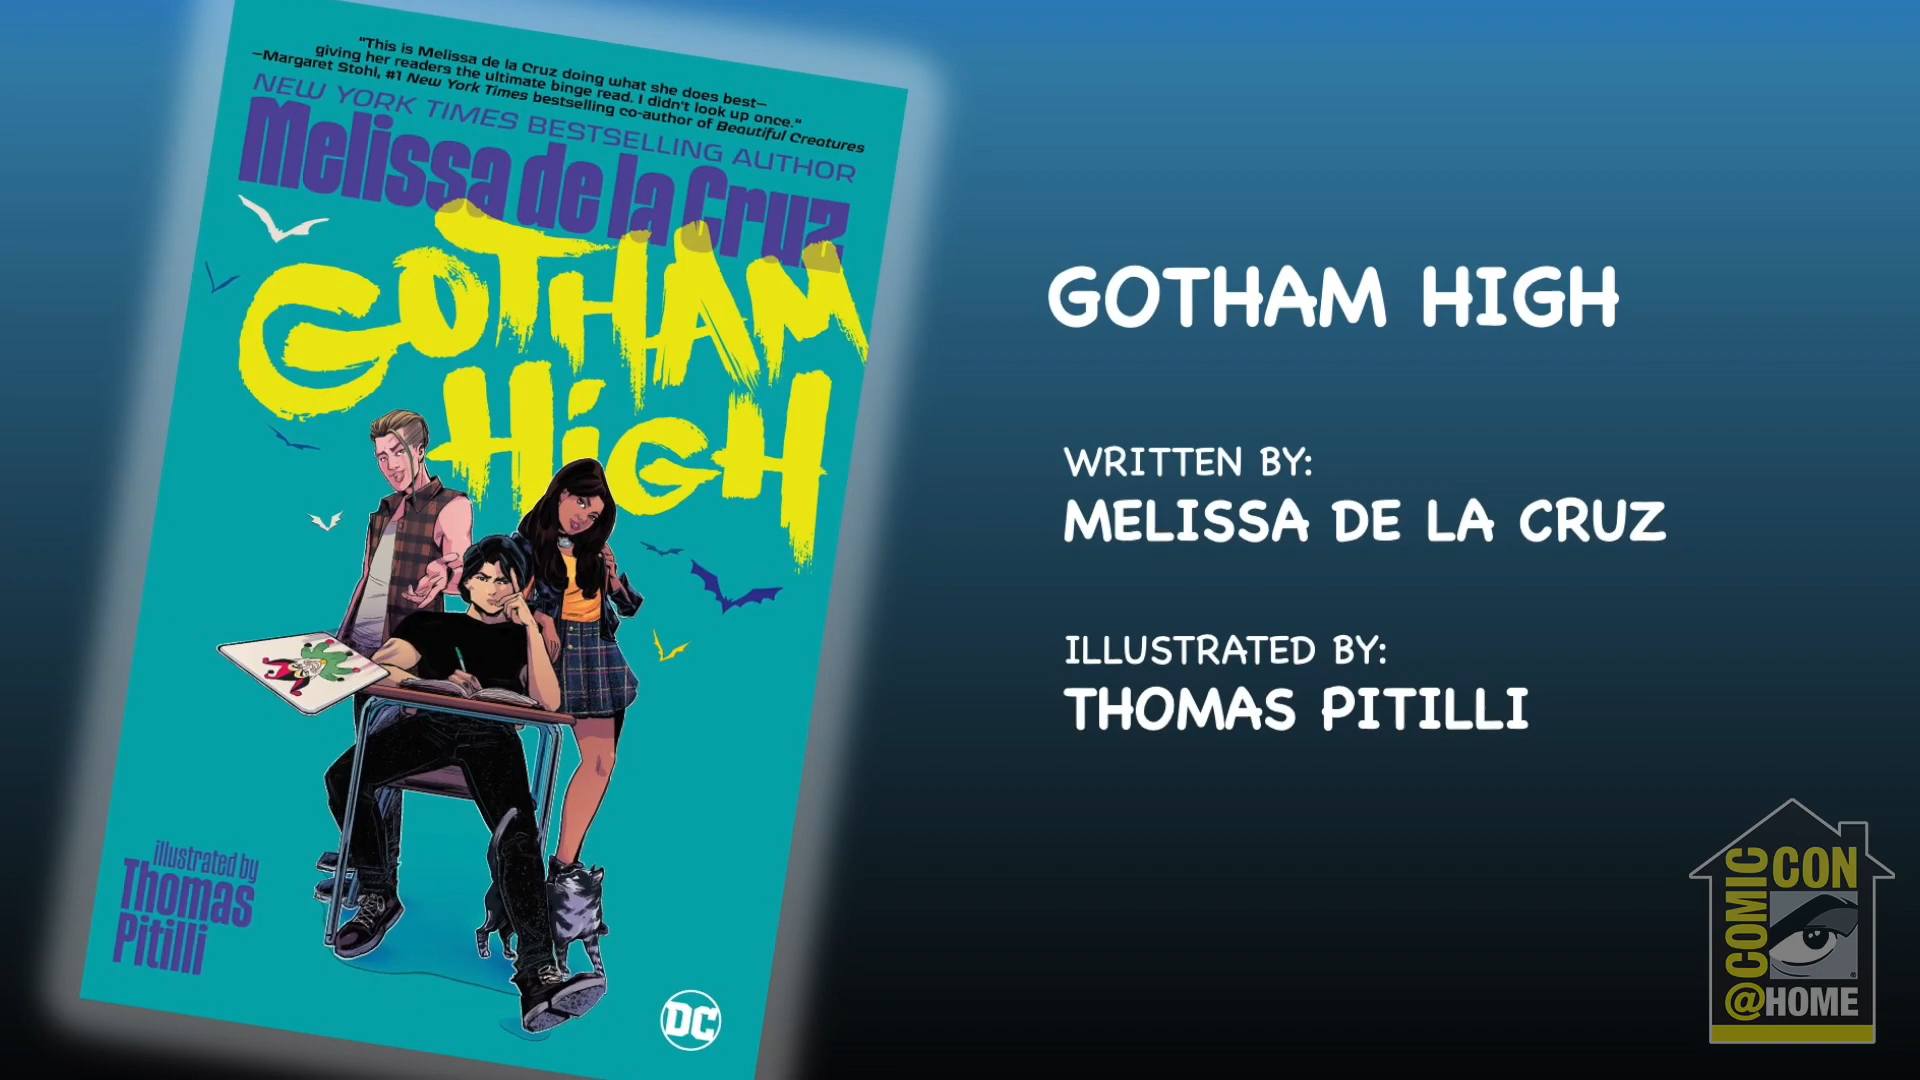 "This is Melissa de la Cruz doing what she does best—
giving her readers the ultimate binge read. I didn't look up once."
—Margaret Stohl, #1 New York Times bestselling co-author of Beautiful Creatures
NEW YORK TIMES BESTSELLING AUTHOR
Melissa de la Cruz
GOTHAM
HiGH
illustrated by
Thomas
Pitilli
DC
GOTHAM HIGH
WRITTEN BY:
MELISSA DE LA CRUZ
ILLUSTRATED BY:
THOMAS PITILLI
COMIC
CON
@HOME